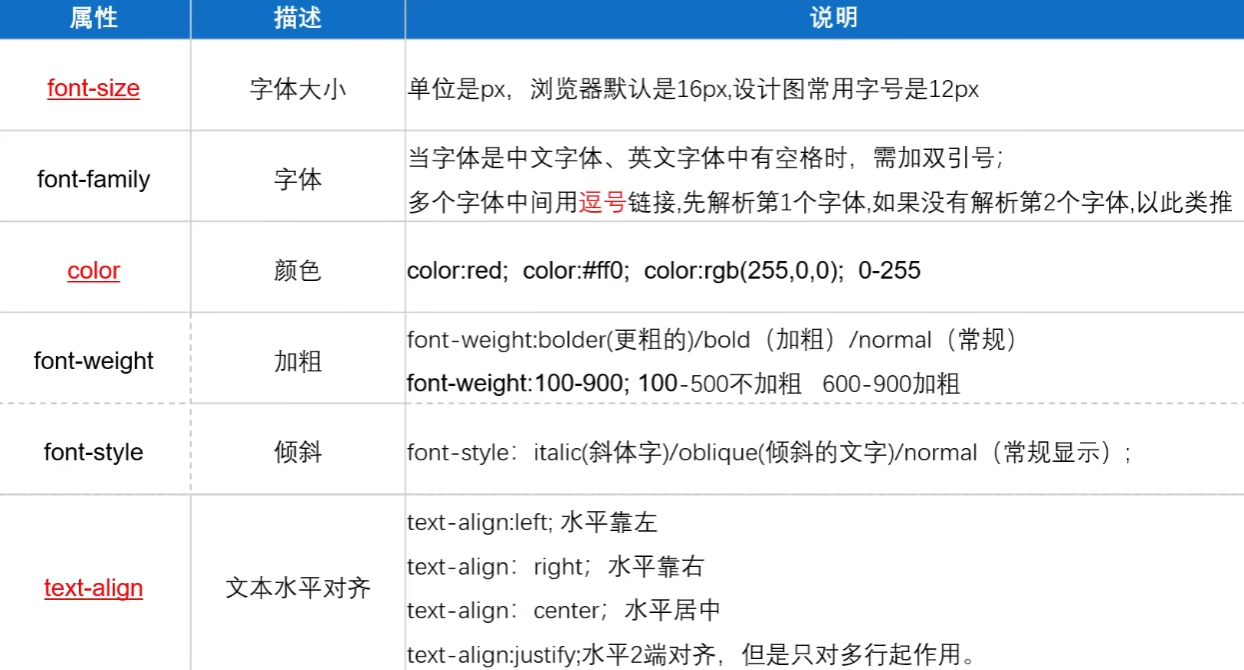 属性 描述 说明
font-size 字体大小 单位是px，浏览器默认是16px,设计图常用字号是12px
font-family 字体 当字体是中文字体、英文字体中有空格时，需加双引号；
多个字体中间用逗号链接,先解析第1个字体,如果没有解析第2个字体,以此类推
color 颜色 color:red; color:#ff0; color:rgb(255,0,0); 0-255
font-weight 加粗 font-weight:bolder(更粗的)/bold（加粗）/normal（常规）
font-weight:100-900; 100-500不加粗 600-900加粗
font-style 倾斜 font-style：italic(斜体字)/oblique(倾斜的文字)/normal（常规显示）;
text-align 文本水平对齐 text-align:left; 水平靠左
text-align：right；水平靠右
text-align：center；水平居中
text-align:justify;水平2端对齐，但是只对多行起作用。